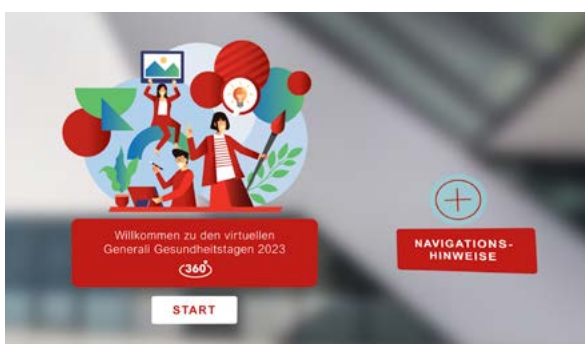 Willkommen zu den virtuellen
Generali Gesundheitstagen 2023
360°
START
NAVIGATIONS-
HINWEISE